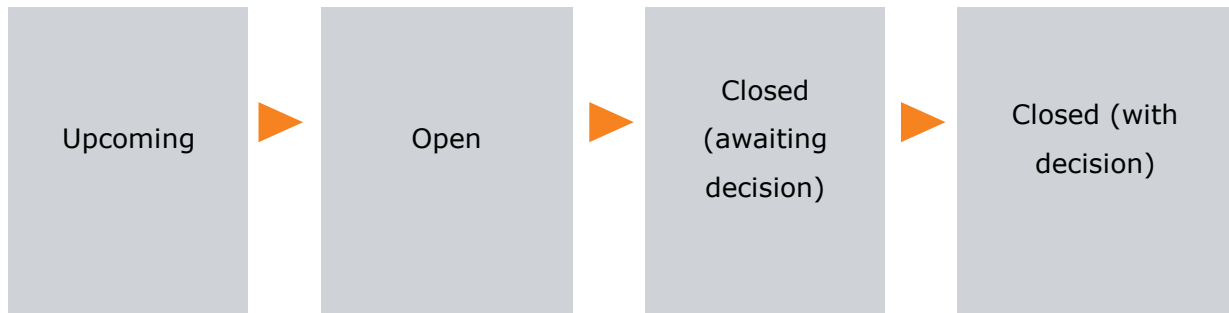 Upcoming
Open
Closed
(awaiting
decision)
Closed (with
decision)